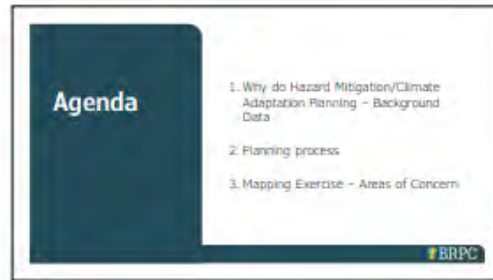 Agenda
1. Why do Hazard Mitigation/Climate
Adaptation Planning – Background
Data
2. Planning process
3. Mapping Exercise – Areas of Concern
BRPC